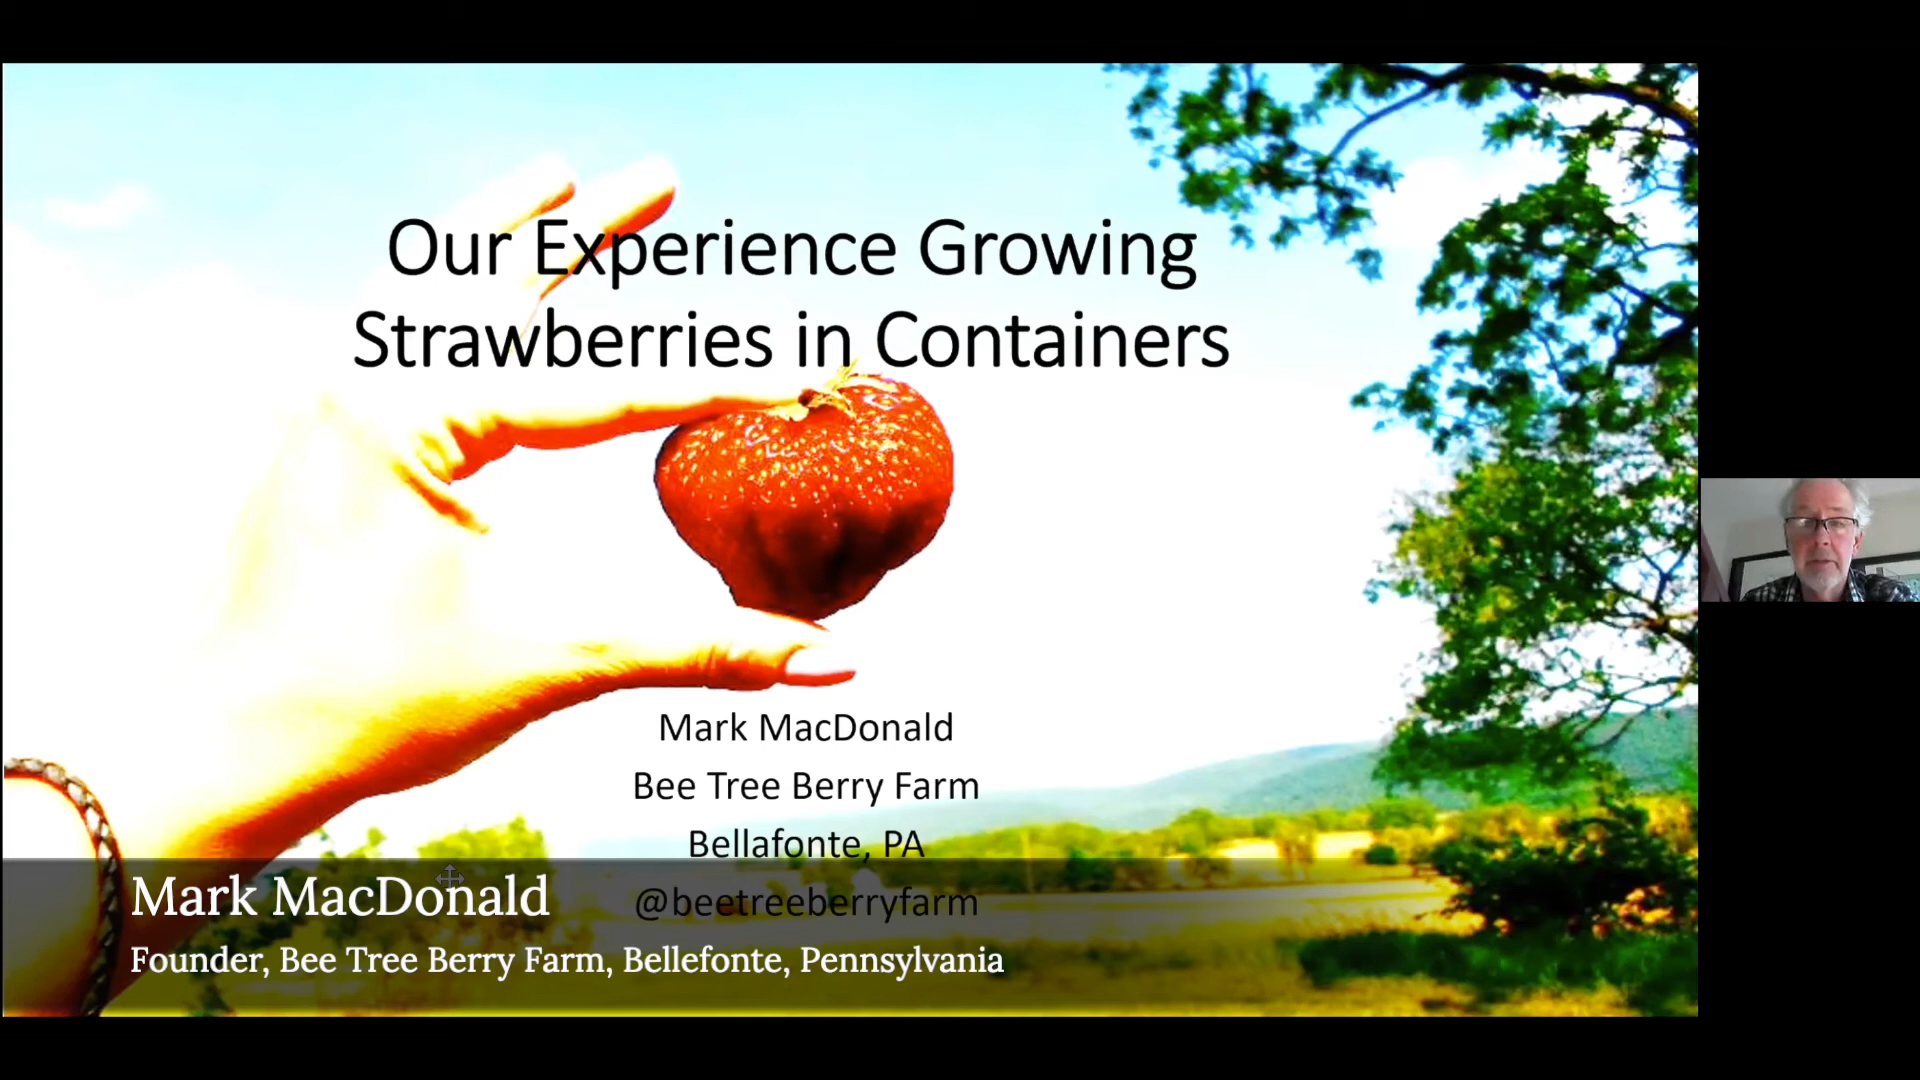 Our Experience Growing
Strawberries in Containers
Mark MacDonald
Bee Tree Berry Farm
Bellafonte, PA
@beetreeberryfarm
Mark MacDonald
Founder, Bee Tree Berry Farm, Bellefonte, Pennsylvania